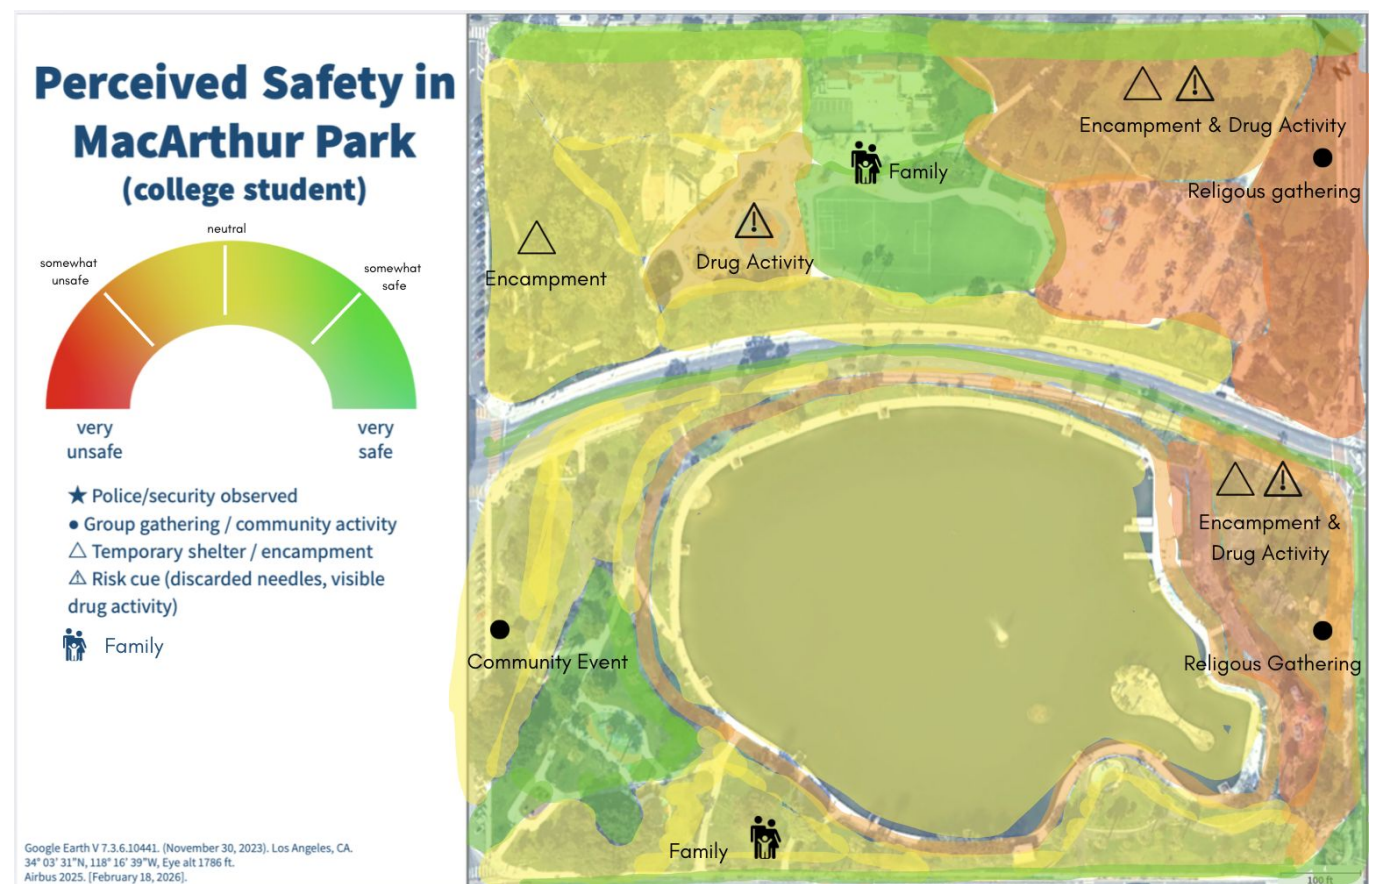 Perceived Safety in
MacArthur Park
(college student)
neutral
somewhat
unsafe
somewhat
safe
very
unsafe
very
safe
★ Police/security observed
● Group gathering / community activity
△ Temporary shelter / encampment
⚠ Risk cue (discarded needles, visible
drug activity)
Family
Google Earth V 7.3.6.10441. (November 30, 2023). Los Angeles, CA.
34° 03' 31"N, 118° 16' 39"W, Eye alt 1786 ft.
Airbus 2025. [February 18, 2026].
N
Encampment & Drug Activity
Family
Religous gathering
Drug Activity
Encampment
Encampment &
Drug Activity
Community Event
Religous Gathering
Family
100 ft